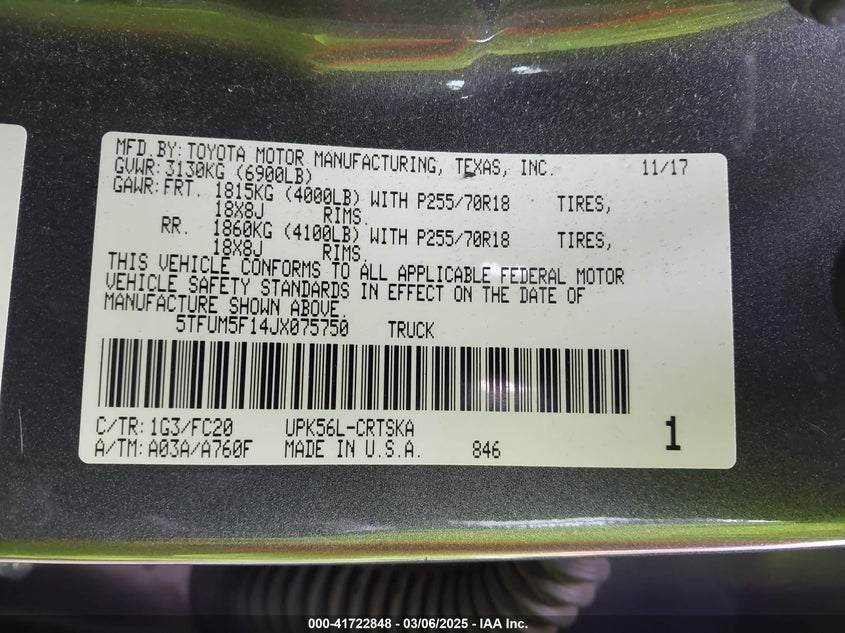 MFD.BY: TOYOTA MOTOR MANUFACTURING, TEXAS, INC. 11/17
GVWR: 3130KG (6900LB)
GAWR: FRT. 1815KG (4000LB) WITH P255/70R18 TIRES,
18X8J RIMS.
RR. 1860KG (4100LB) WITH P255/70R18 TIRES,
18X8J RIMS.
THIS VEHICLE CONFORMS TO ALL APPLICABLE FEDERAL MOTOR
VEHICLE SAFETY STANDARDS IN EFFECT ON THE DATE OF
MANUFACTURE SHOWN ABOVE.
5TFUM5F14JX075750 TRUCK
C/TR: 1G3/FC20 UPK56L-CRTSKA
A/TM: A03A/A760F MADE IN U.S.A. 846 1
000-41722848 - 03/06/2025 - © IAA Inc.